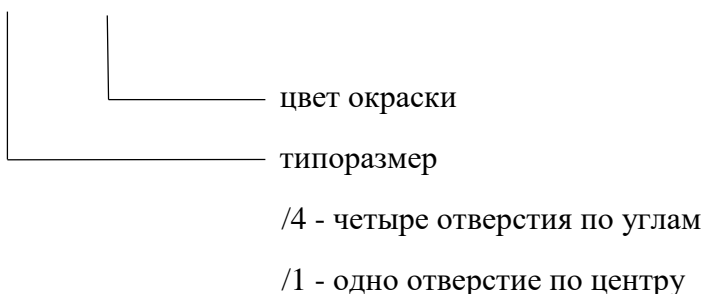 цвет окраски
типоразмер
/4 - четыре отверстия по углам
/1 - одно отверстие по центру